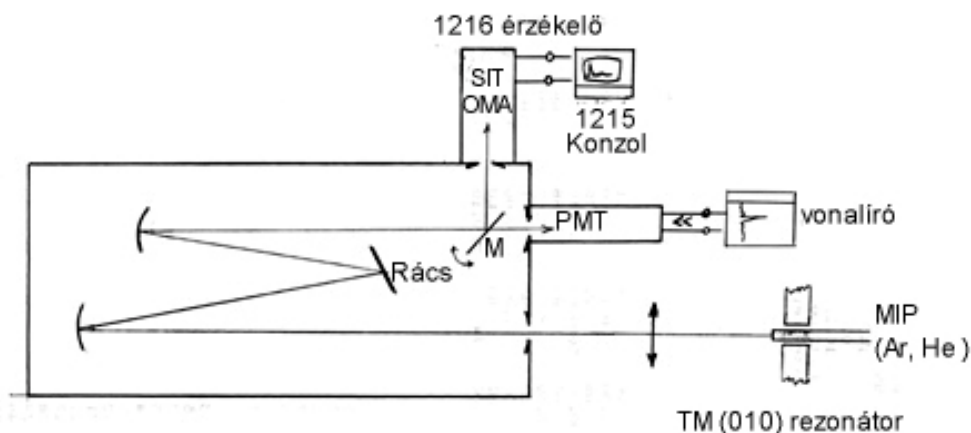 1216 érzékelő
SIT
OMA
1215
Konzol
PMT
vonalíró
M
Rács
MIP
(Ar, He )
TM (010) rezonátor